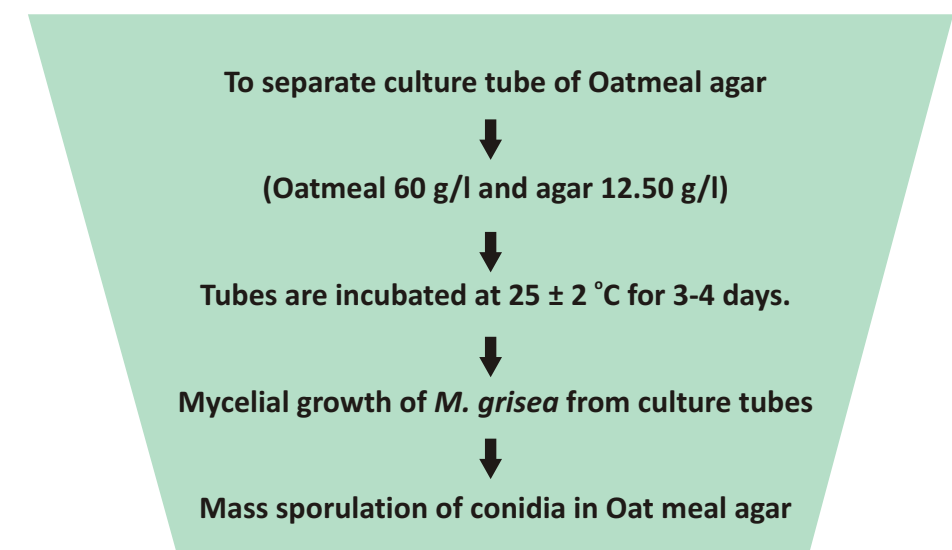 To separate culture tube of Oatmeal agar
(Oatmeal 60 g/l and agar 12.50 g/l)
Tubes are incubated at 25 ± 2 °C for 3-4 days.
Mycelial growth of M. grisea from culture tubes
Mass sporulation of conidia in Oat meal agar